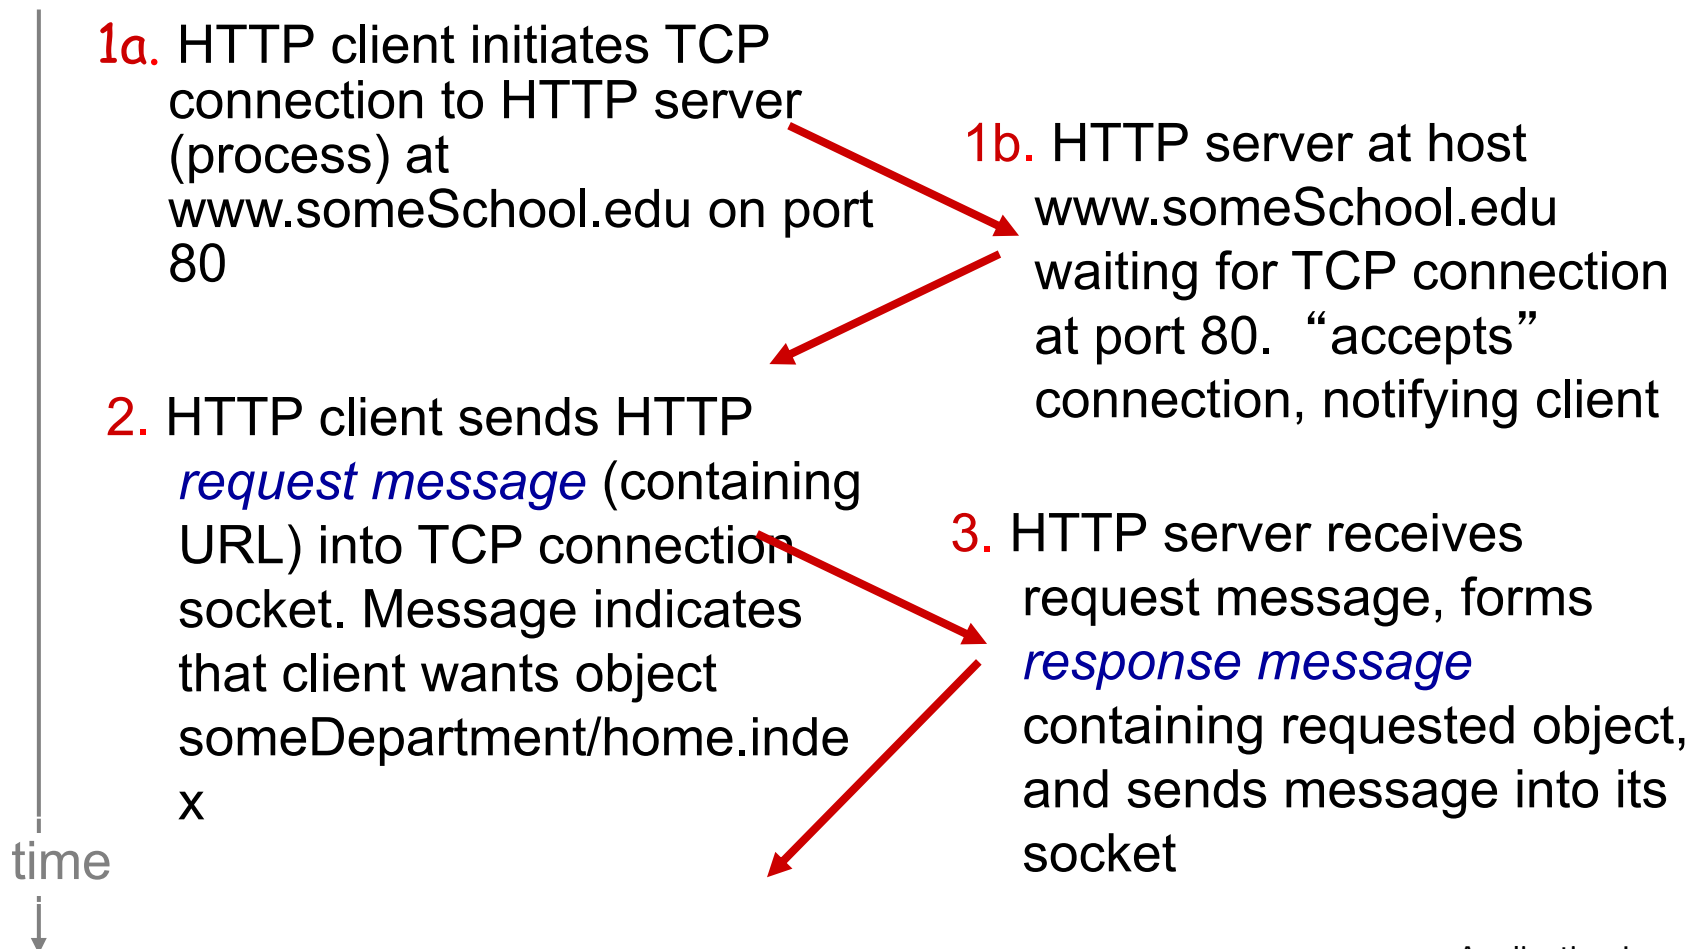 1a. HTTP client initiates TCP
connection to HTTP server
(process) at
www.someSchool.edu on port
80
1b. HTTP server at host
www.someSchool.edu
waiting for TCP connection
at port 80. “accepts”
connection, notifying client
2. HTTP client sends HTTP
request message (containing
URL) into TCP connection
socket. Message indicates
that client wants object
someDepartment/home.inde
x
3. HTTP server receives
request message, forms
response message
containing requested object,
and sends message into its
socket
time